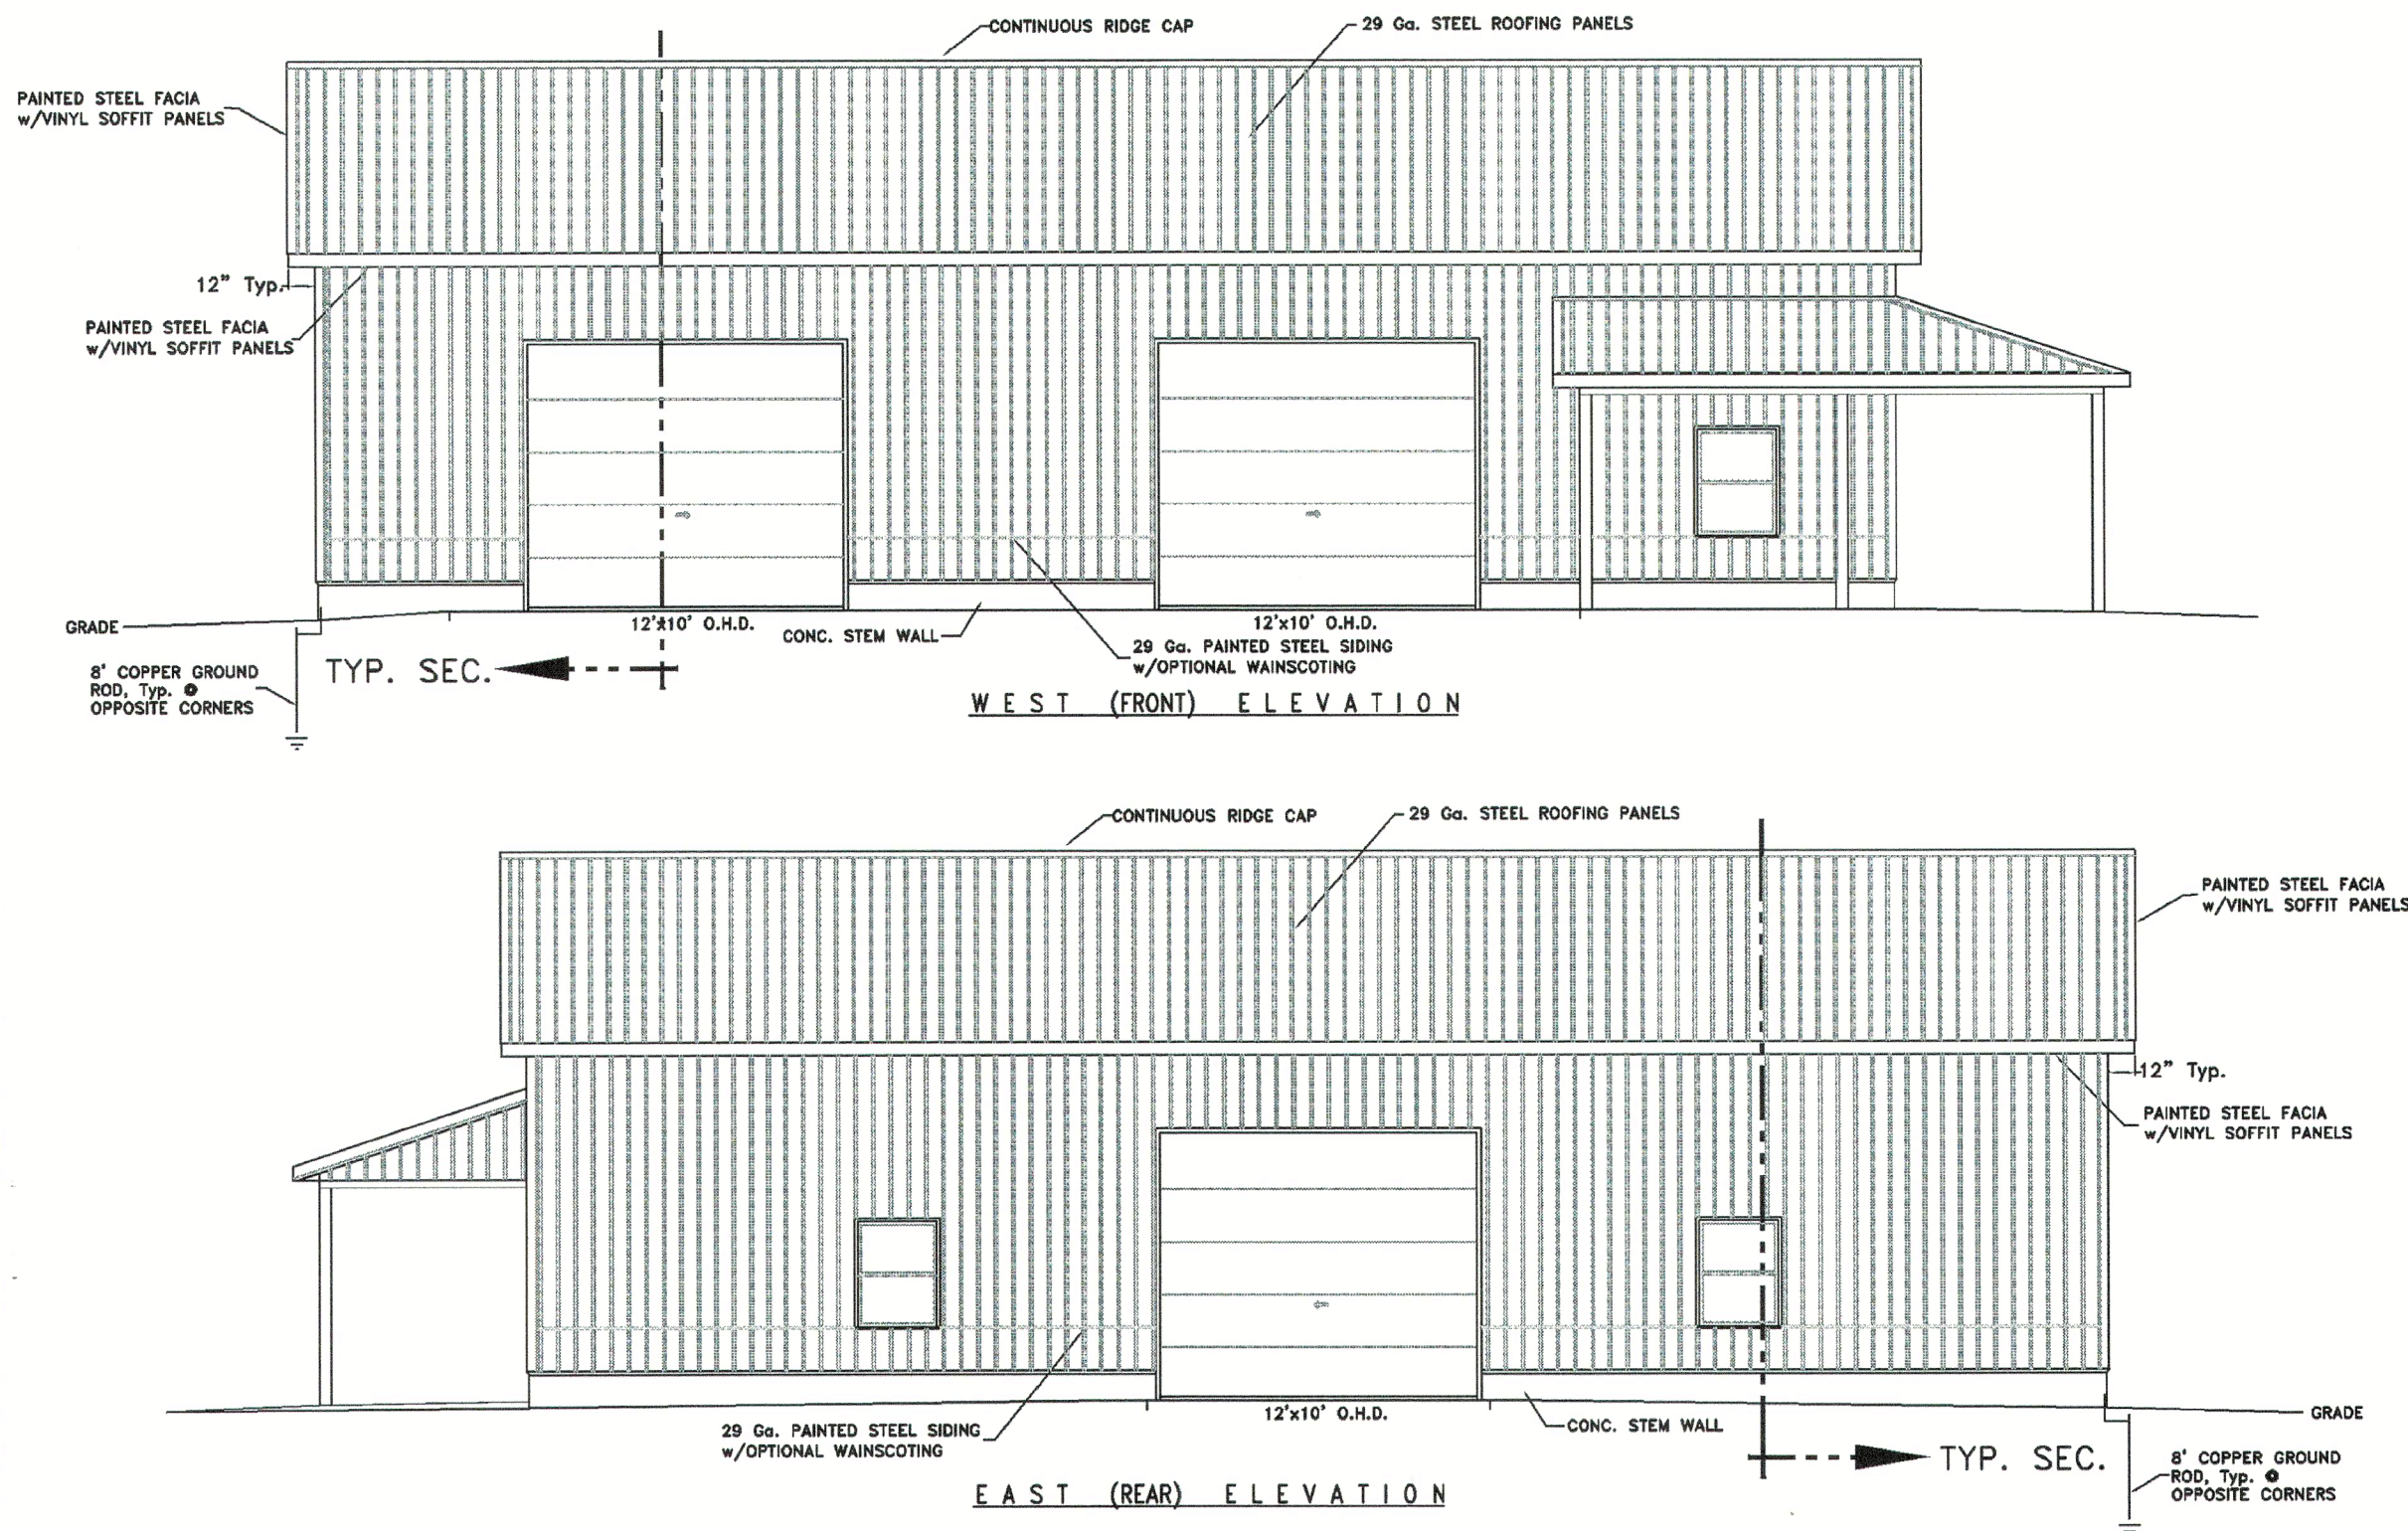 CONTINUOUS RIDGE CAP
29 Ga. STEEL ROOFING PANELS
PAINTED STEEL FACIA
w/VINYL SOFFIT PANELS
12" Typ.
PAINTED STEEL FACIA
w/VINYL SOFFIT PANELS
GRADE
12'x10' O.H.D.
CONC. STEM WALL
12'x10' O.H.D.
29 Ga. PAINTED STEEL SIDING
w/OPTIONAL WAINSCOTING
8' COPPER GROUND
ROD, Typ. @
OPPOSITE CORNERS
TYP. SEC.
WEST (FRONT) ELEVATION
CONTINUOUS RIDGE CAP
29 Ga. STEEL ROOFING PANELS
PAINTED STEEL FACIA
w/VINYL SOFFIT PANELS
12" Typ.
PAINTED STEEL FACIA
w/VINYL SOFFIT PANELS
12'x10' O.H.D.
29 Ga. PAINTED STEEL SIDING
w/OPTIONAL WAINSCOTING
CONC. STEM WALL
GRADE
TYP. SEC.
8' COPPER GROUND
ROD, Typ. @
OPPOSITE CORNERS
EAST (REAR) ELEVATION